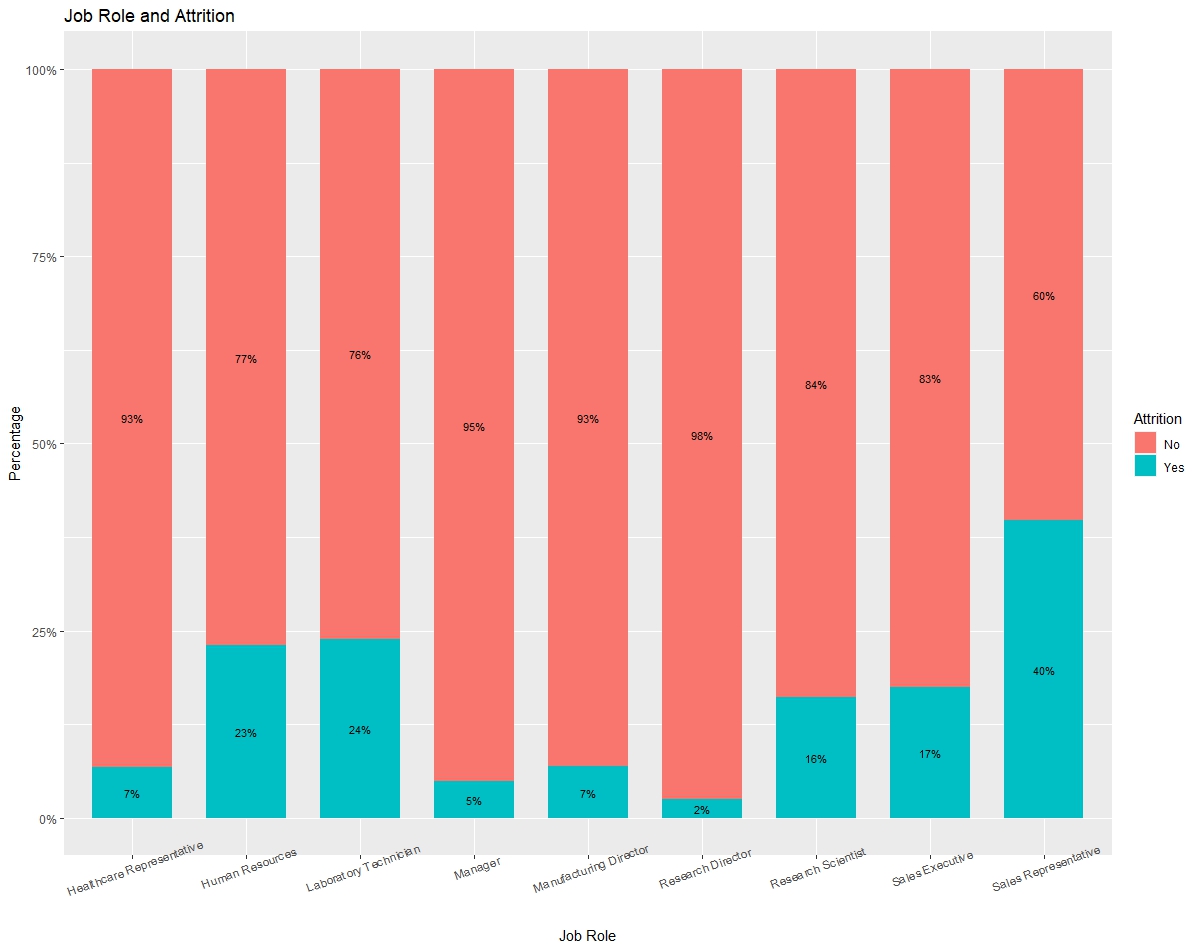 Job Role and Attrition
Percentage
100%
75%
50%
25%
0%
93%
77%
76%
95%
93%
98%
84%
83%
60%
7%
23%
24%
5%
7%
2%
16%
17%
40%
Healthcare Representative
Human Resources
Laboratory Technician
Manager
Manufacturing Director
Research Director
Research Scientist
Sales Executive
Sales Representative
Job Role
Attrition
No
Yes